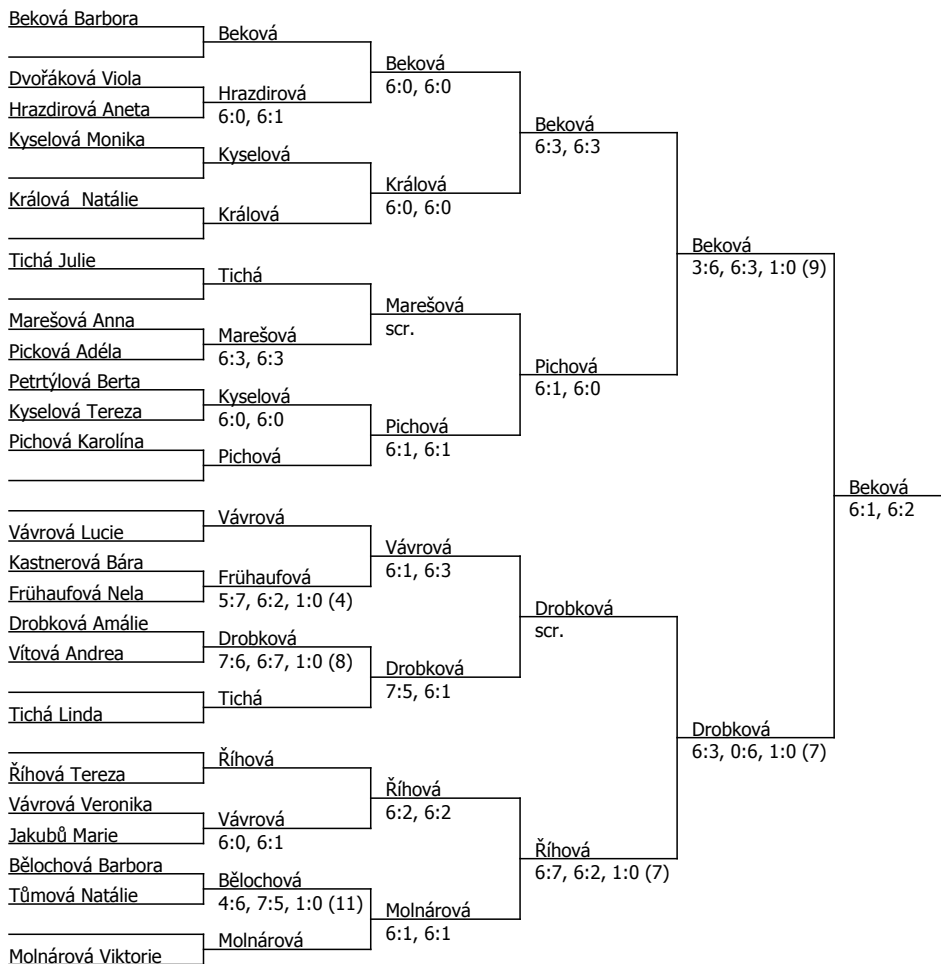 Beková Barbora
Beková
Beková
6:0, 6:0
Dvořáková Viola
Hrazdirová
6:0, 6:1
Hrazdirová Aneta
Beková
6:3, 6:3
Kyselová Monika
Kyselová
Králová
6:0, 6:0
Králová  Natálie
Králová
Beková
3:6, 6:3, 1:0 (9)
Tichá Julie
Tichá
Marešová
scr.
Marešová Anna
Marešová
6:3, 6:3
Picková Adéla
Pichová
6:1, 6:0
Petrtýlová Berta
Kyselová
6:0, 6:0
Kyselová Tereza
Pichová
6:1, 6:1
Pichová Karolína
Pichová
Beková
6:1, 6:2
Vávrová
Vávrová Lucie
Vávrová
6:1, 6:3
Kastnerová Bára
Frühaufová
5:7, 6:2, 1:0 (4)
Frühaufová Nela
Drobková
scr.
Drobková Amálie
Drobková
7:6, 6:7, 1:0 (8)
Vítová Andrea
Drobková
7:5, 6:1
Tichá
Tichá Linda
Drobková
6:3, 0:6, 1:0 (7)
Říhová
Říhová Tereza
Říhová
6:2, 6:2
Vávrová Veronika
Vávrová
6:0, 6:1
Jakubů Marie
Říhová
6:7, 6:2, 1:0 (7)
Bělochová Barbora
Bělochová
4:6, 7:5, 1:0 (11)
Tůmová Natálie
Molnárová
6:1, 6:1
Molnárová
Molnárová Viktorie